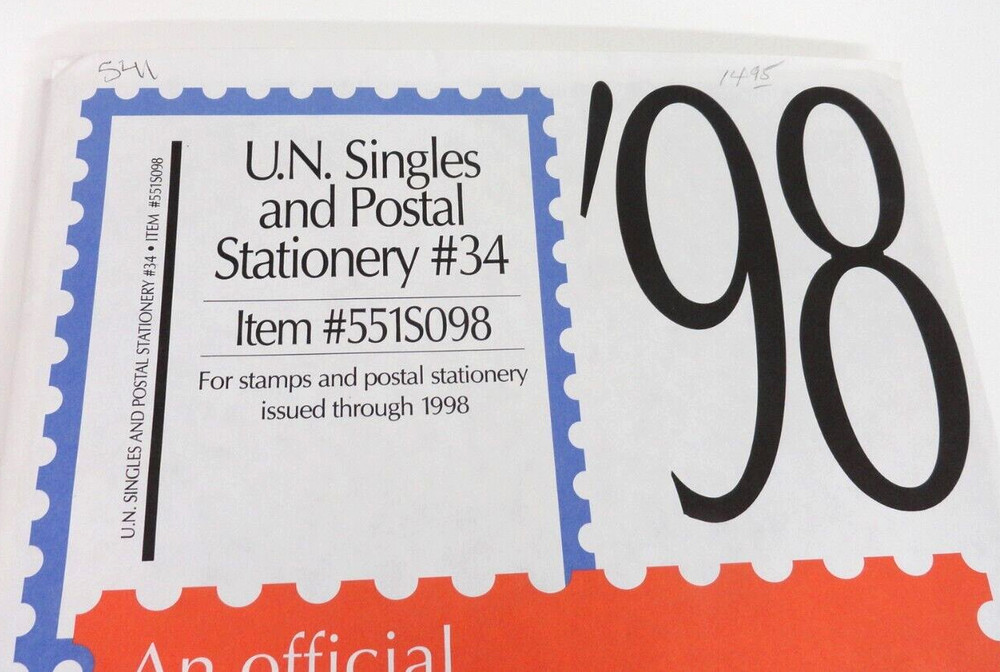 541
1495
'98
U.N. Singles
and Postal
Stationery #34
Item #551S098
For stamps and postal stationery
issued through 1998
U.N. SINGLES AND POSTAL STATIONERY #34 • ITEM #551S098
An official